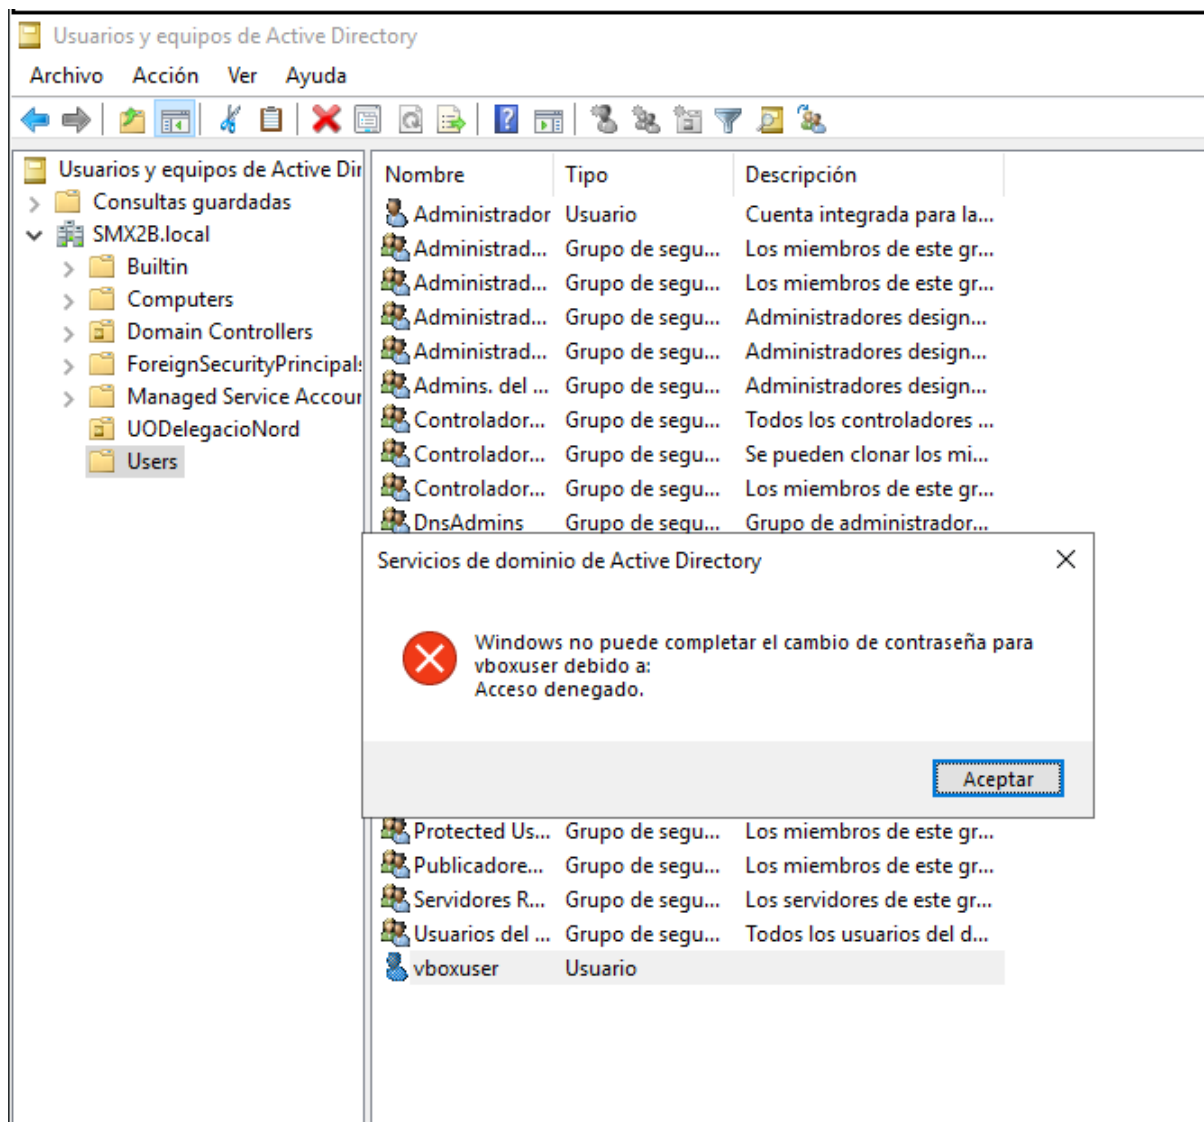 Usuarios y equipos de Active Directory
Archivo Acción Ver Ayuda
Usuarios y equipos de Active Dir
Consultas guardadas
SMX2B.local
Builtin
Computers
Domain Controllers
ForeignSecurityPrincipals
Managed Service Accour
UODelegacioNord
Users
Nombre Tipo Descripción
Administrador Usuario Cuenta integrada para la...
Administrad... Grupo de segu... Los miembros de este gr...
Administrad... Grupo de segu... Los miembros de este gr...
Administrad... Grupo de segu... Administradores design...
Administrad... Grupo de segu... Administradores design...
Admins. del ... Grupo de segu... Administradores design...
Controlador... Grupo de segu... Todos los controladores ...
Controlador... Grupo de segu... Se pueden clonar los mi...
Controlador... Grupo de segu... Los miembros de este gr...
DnsAdmins Grupo de segu... Grupo de administrador...
Servicios de dominio de Active Directory
Windows no puede completar el cambio de contraseña para
vboxuser debido a:
Acceso denegado.
Aceptar
Protected Us... Grupo de segu... Los miembros de este gr...
Publicadore... Grupo de segu... Los miembros de este gr...
Servidores R... Grupo de segu... Los servidores de este gr...
Usuarios del ... Grupo de segu... Todos los usuarios del d...
vboxuser Usuario